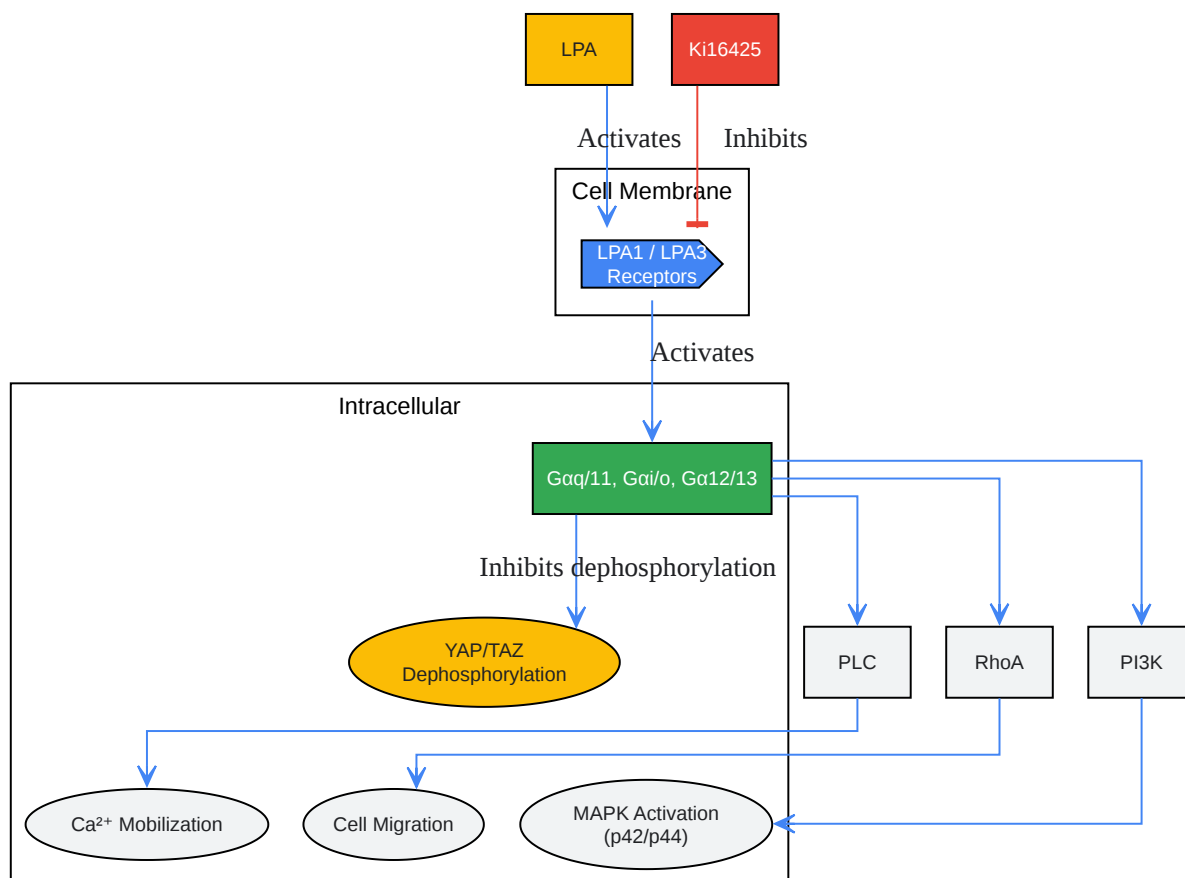 LPA
Ki16425
Activates
Inhibits
Cell Membrane
LPA1 / LPA3
Receptors
Activates
Intracellular
Gαq/11, Gαi/o, Gα12/13
Inhibits dephosphorylation
YAP/TAZ
Dephosphorylation
PLC
RhoA
PI3K
Ca²⁺ Mobilization
Cell Migration
MAPK Activation
(p42/p44)